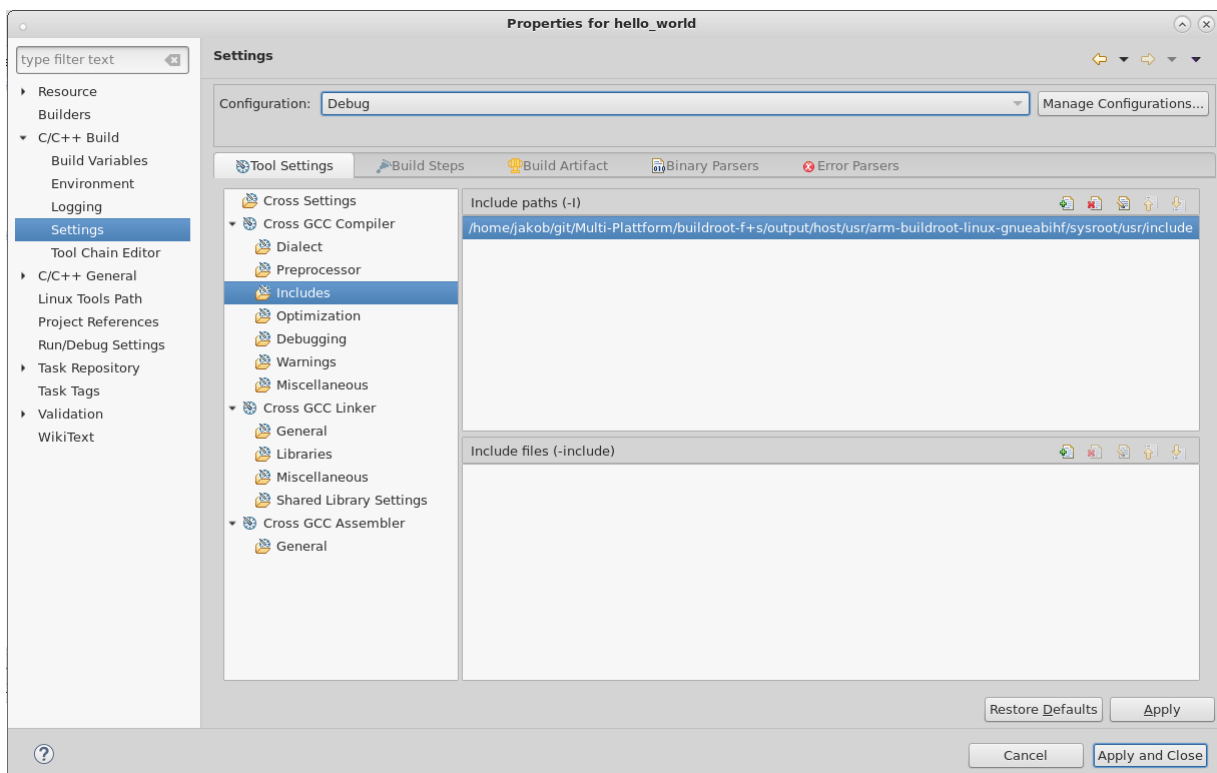 Properties for hello_world
type filter text
Resource
Builders
C/C++ Build
Build Variables
Environment
Logging
Settings
Tool Chain Editor
C/C++ General
Linux Tools Path
Project References
Run/Debug Settings
Task Repository
Task Tags
Validation
WikiText
Settings
Configuration: Debug
Manage Configurations...
Tool Settings
Build Steps
Build Artifact
Binary Parsers
Error Parsers
Cross Settings
Cross GCC Compiler
Dialect
Preprocessor
Includes
Optimization
Debugging
Warnings
Miscellaneous
Cross GCC Linker
General
Libraries
Miscellaneous
Shared Library Settings
Cross GCC Assembler
General
Include paths (-I)
/home/jakob/git/Multi-Plattform/buildroot-f+s/output/host/usr/arm-buildroot-linux-gnueabihf/sysroot/usr/include
Include files (-include)
Restore Defaults
Apply
Cancel
Apply and Close